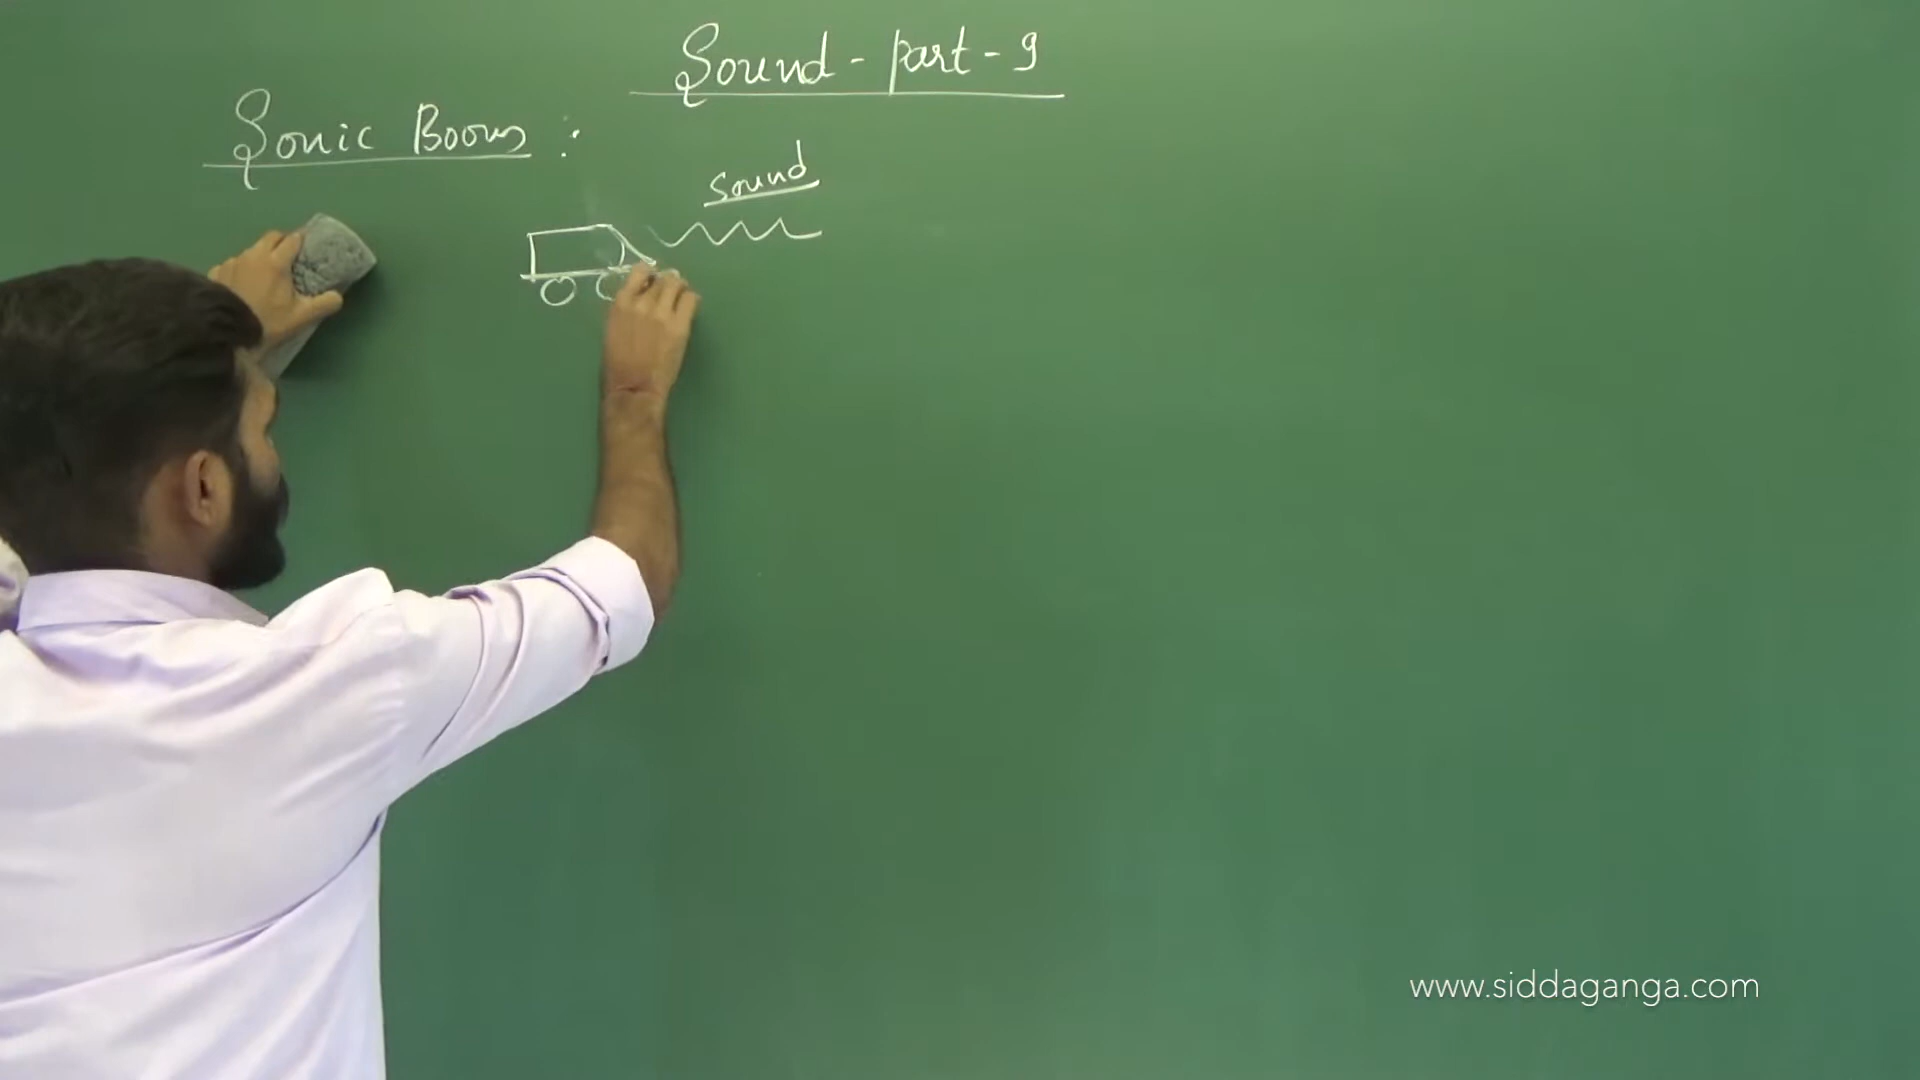 Sound - part - 9
Sonic Boom :
Sound
www.siddaganga.com